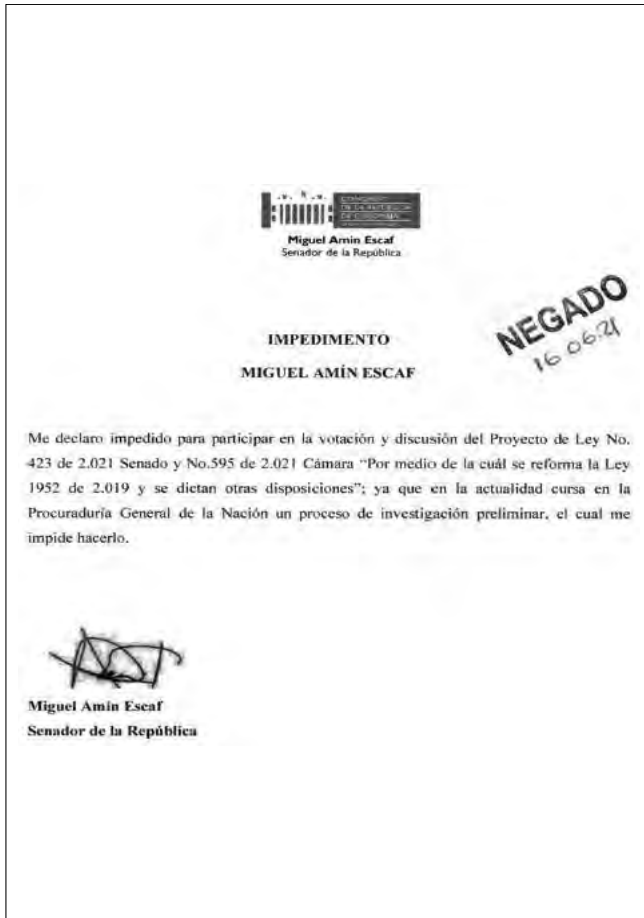 CONGRESO
DE LA REPÚBLICA
DE COLOMBIA
Miguel Amin Escaf
Senador de la República
NEGADO
16 06.21
IMPEDIMENTO
MIGUEL AMÍN ESCAF
Me declaro impedido para participar en la votación y discusión del Proyecto de Ley No.
423 de 2.021 Senado y No.595 de 2.021 Cámara “Por medio de la cuál se reforma la Ley
1952 de 2.019 y se dictan otras disposiciones”; ya que en la actualidad cursa en la
Procuraduría General de la Nación un proceso de investigación preliminar, el cual me
impide hacerlo.
Miguel Amín Escaf
Senador de la República